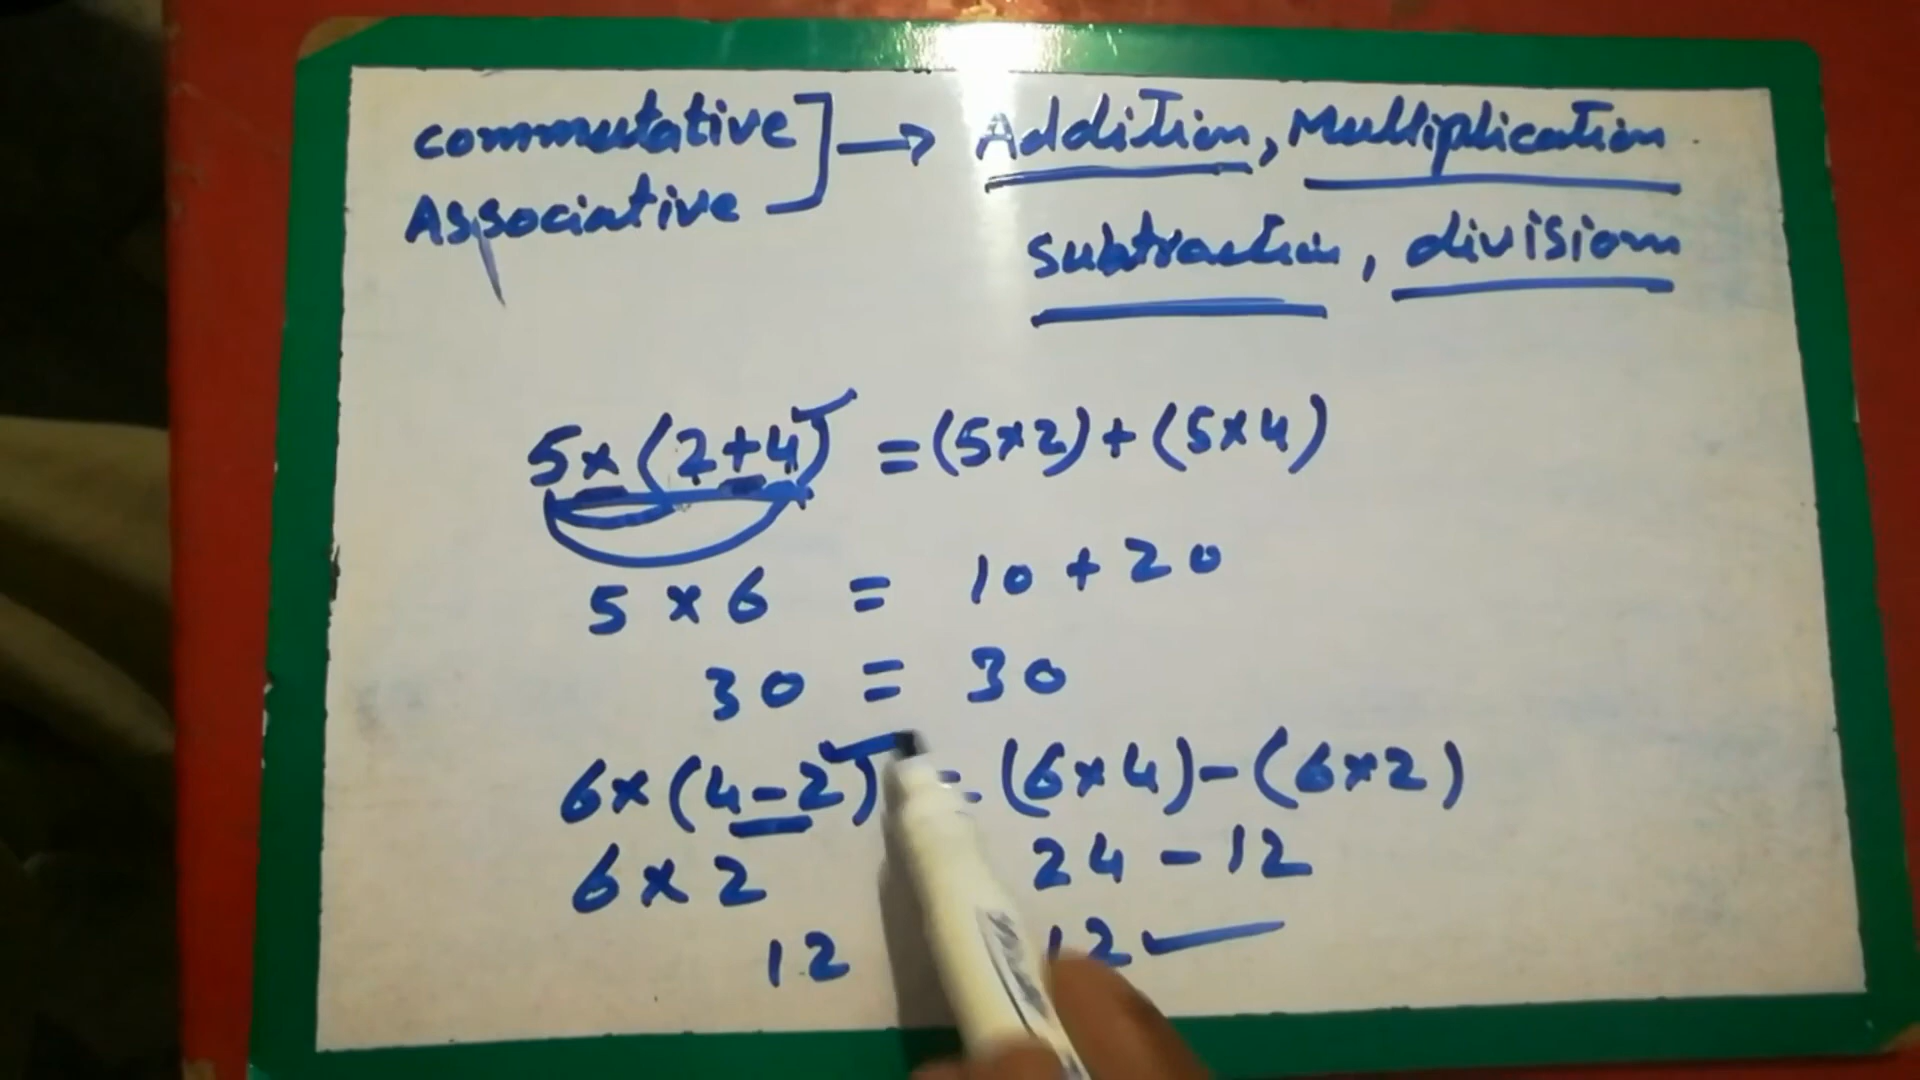 commutative ] → Addition, Multiplication
Associative
subtraction, division
5×(2+4) = (5×2)+(5×4)
5 × 6 = 10 + 20
30 = 30
6×(4-2) = (6×4)-(6×2)
6×2 24 - 12
12 12